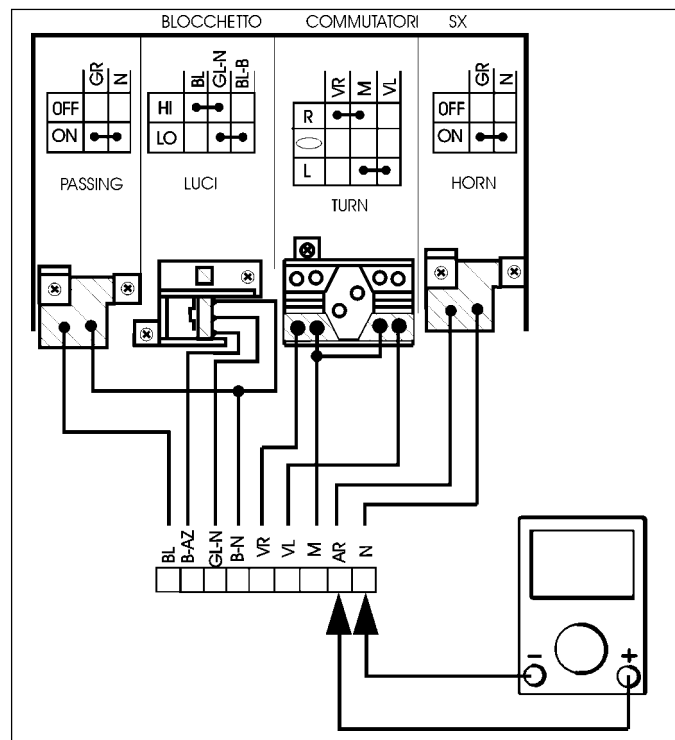 BLOCCHETTO COMMUTATORI SX
GR N
OFF
ON
PASSING
BL GL-N BL-B
HI
LO
LUCI
VR M VL
R
L
TURN
GR N
OFF
ON
HORN
BL B-AZ GL-N B-N VR VL M AR N
- +